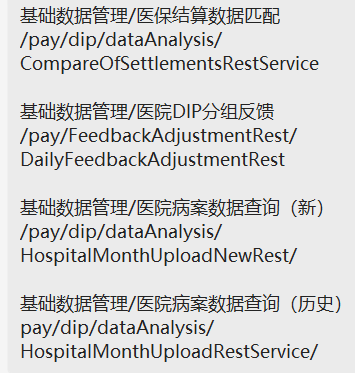 基础数据管理/医保结算数据匹配
/pay/dip/dataAnalysis/
CompareOfSettlementsRestService
基础数据管理/医院DIP分组反馈
/pay/FeedbackAdjustmentRest/
DailyFeedbackAdjustmentRest
基础数据管理/医院病案数据查询（新）
/pay/dip/dataAnalysis/
HospitalMonthUploadNewRest/
基础数据管理/医院病案数据查询（历史）
pay/dip/dataAnalysis/
HospitalMonthUploadRestService/